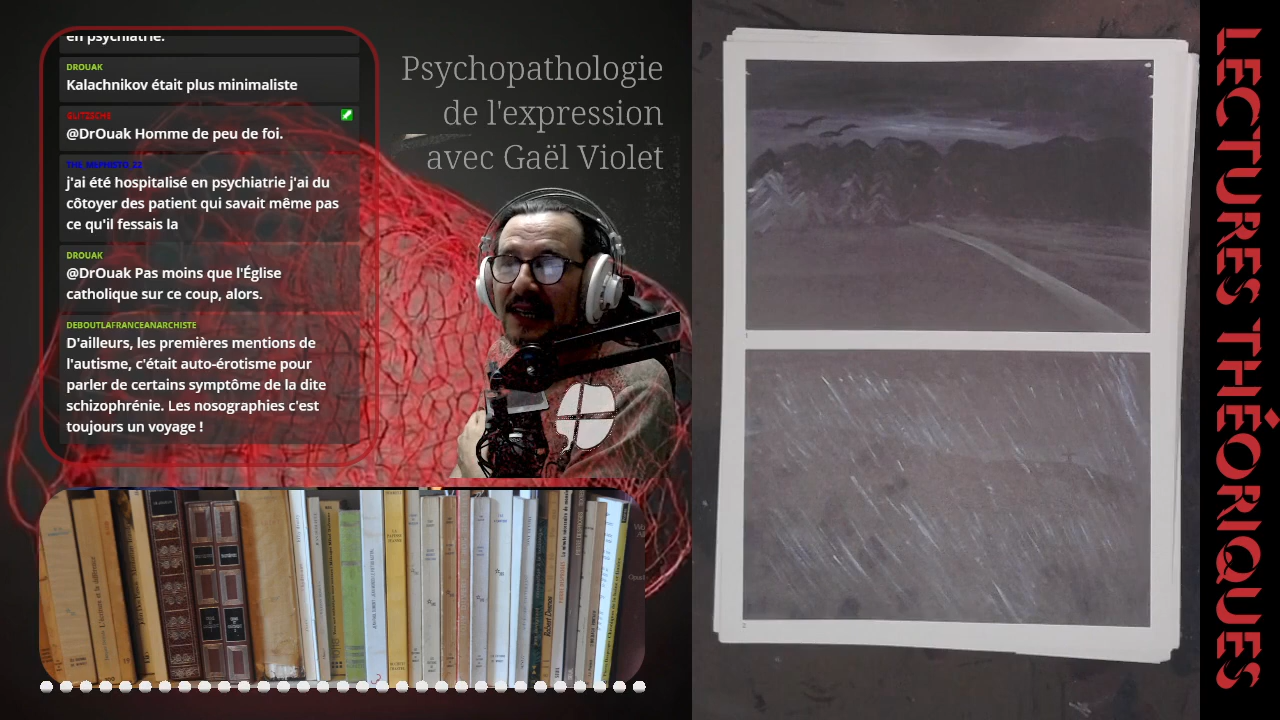 en psychiatrie.
DROUAK
Kalachnikov était plus minimaliste
GLITZSCHE
@DrOuak Homme de peu de foi.
THE_MEPHISTO_22
j'ai été hospitalisé en psychiatrie j'ai du
côtoyer des patient qui savait même pas
ce qu'il fessais la
DROUAK
@DrOuak Pas moins que l'Église
catholique sur ce coup, alors.
DEBOUTLAFRANCEANARCHISTE
D'ailleurs, les premières mentions de
l'autisme, c'était auto-érotisme pour
parler de certains symptôme de la dite
schizophrénie. Les nosographies c'est
toujours un voyage !
Psychopathologie
de l'expression
avec Gaël Violet
LECTURES THÉORIQUES